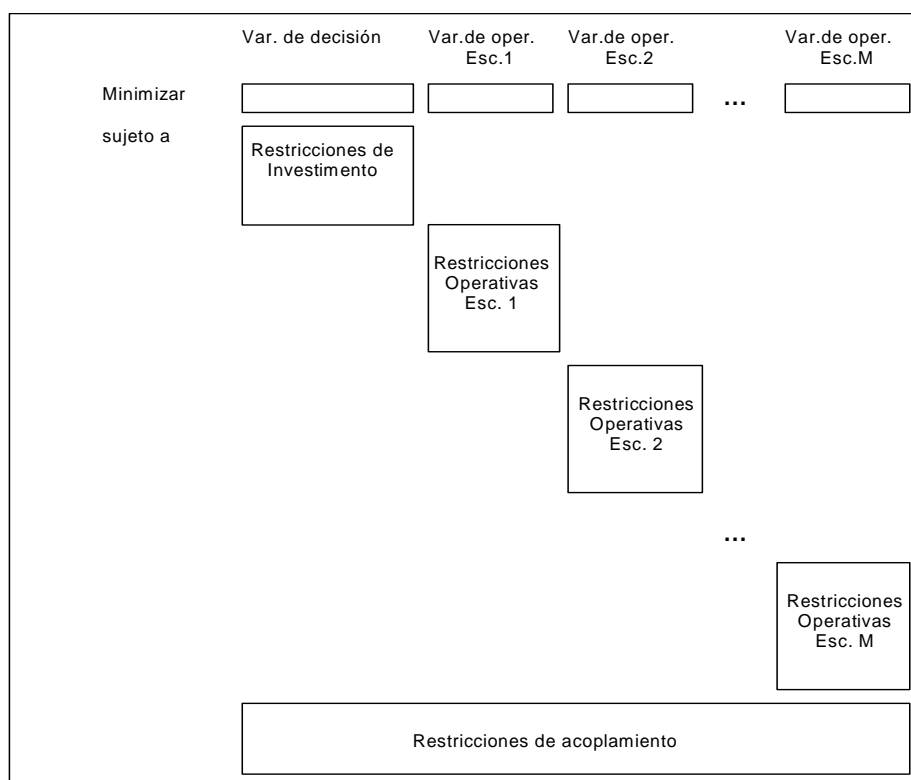 Var. de decisión
Var.de oper.
Esc.1
Var.de oper.
Esc.2
Var.de oper.
Esc.M
Minimizar
...
sujeto a
Restricciones de
Investimento
Restricciones
Operativas
Esc. 1
Restricciones
Operativas
Esc. 2
...
Restricciones
Operativas
Esc. M
Restricciones de acoplamiento